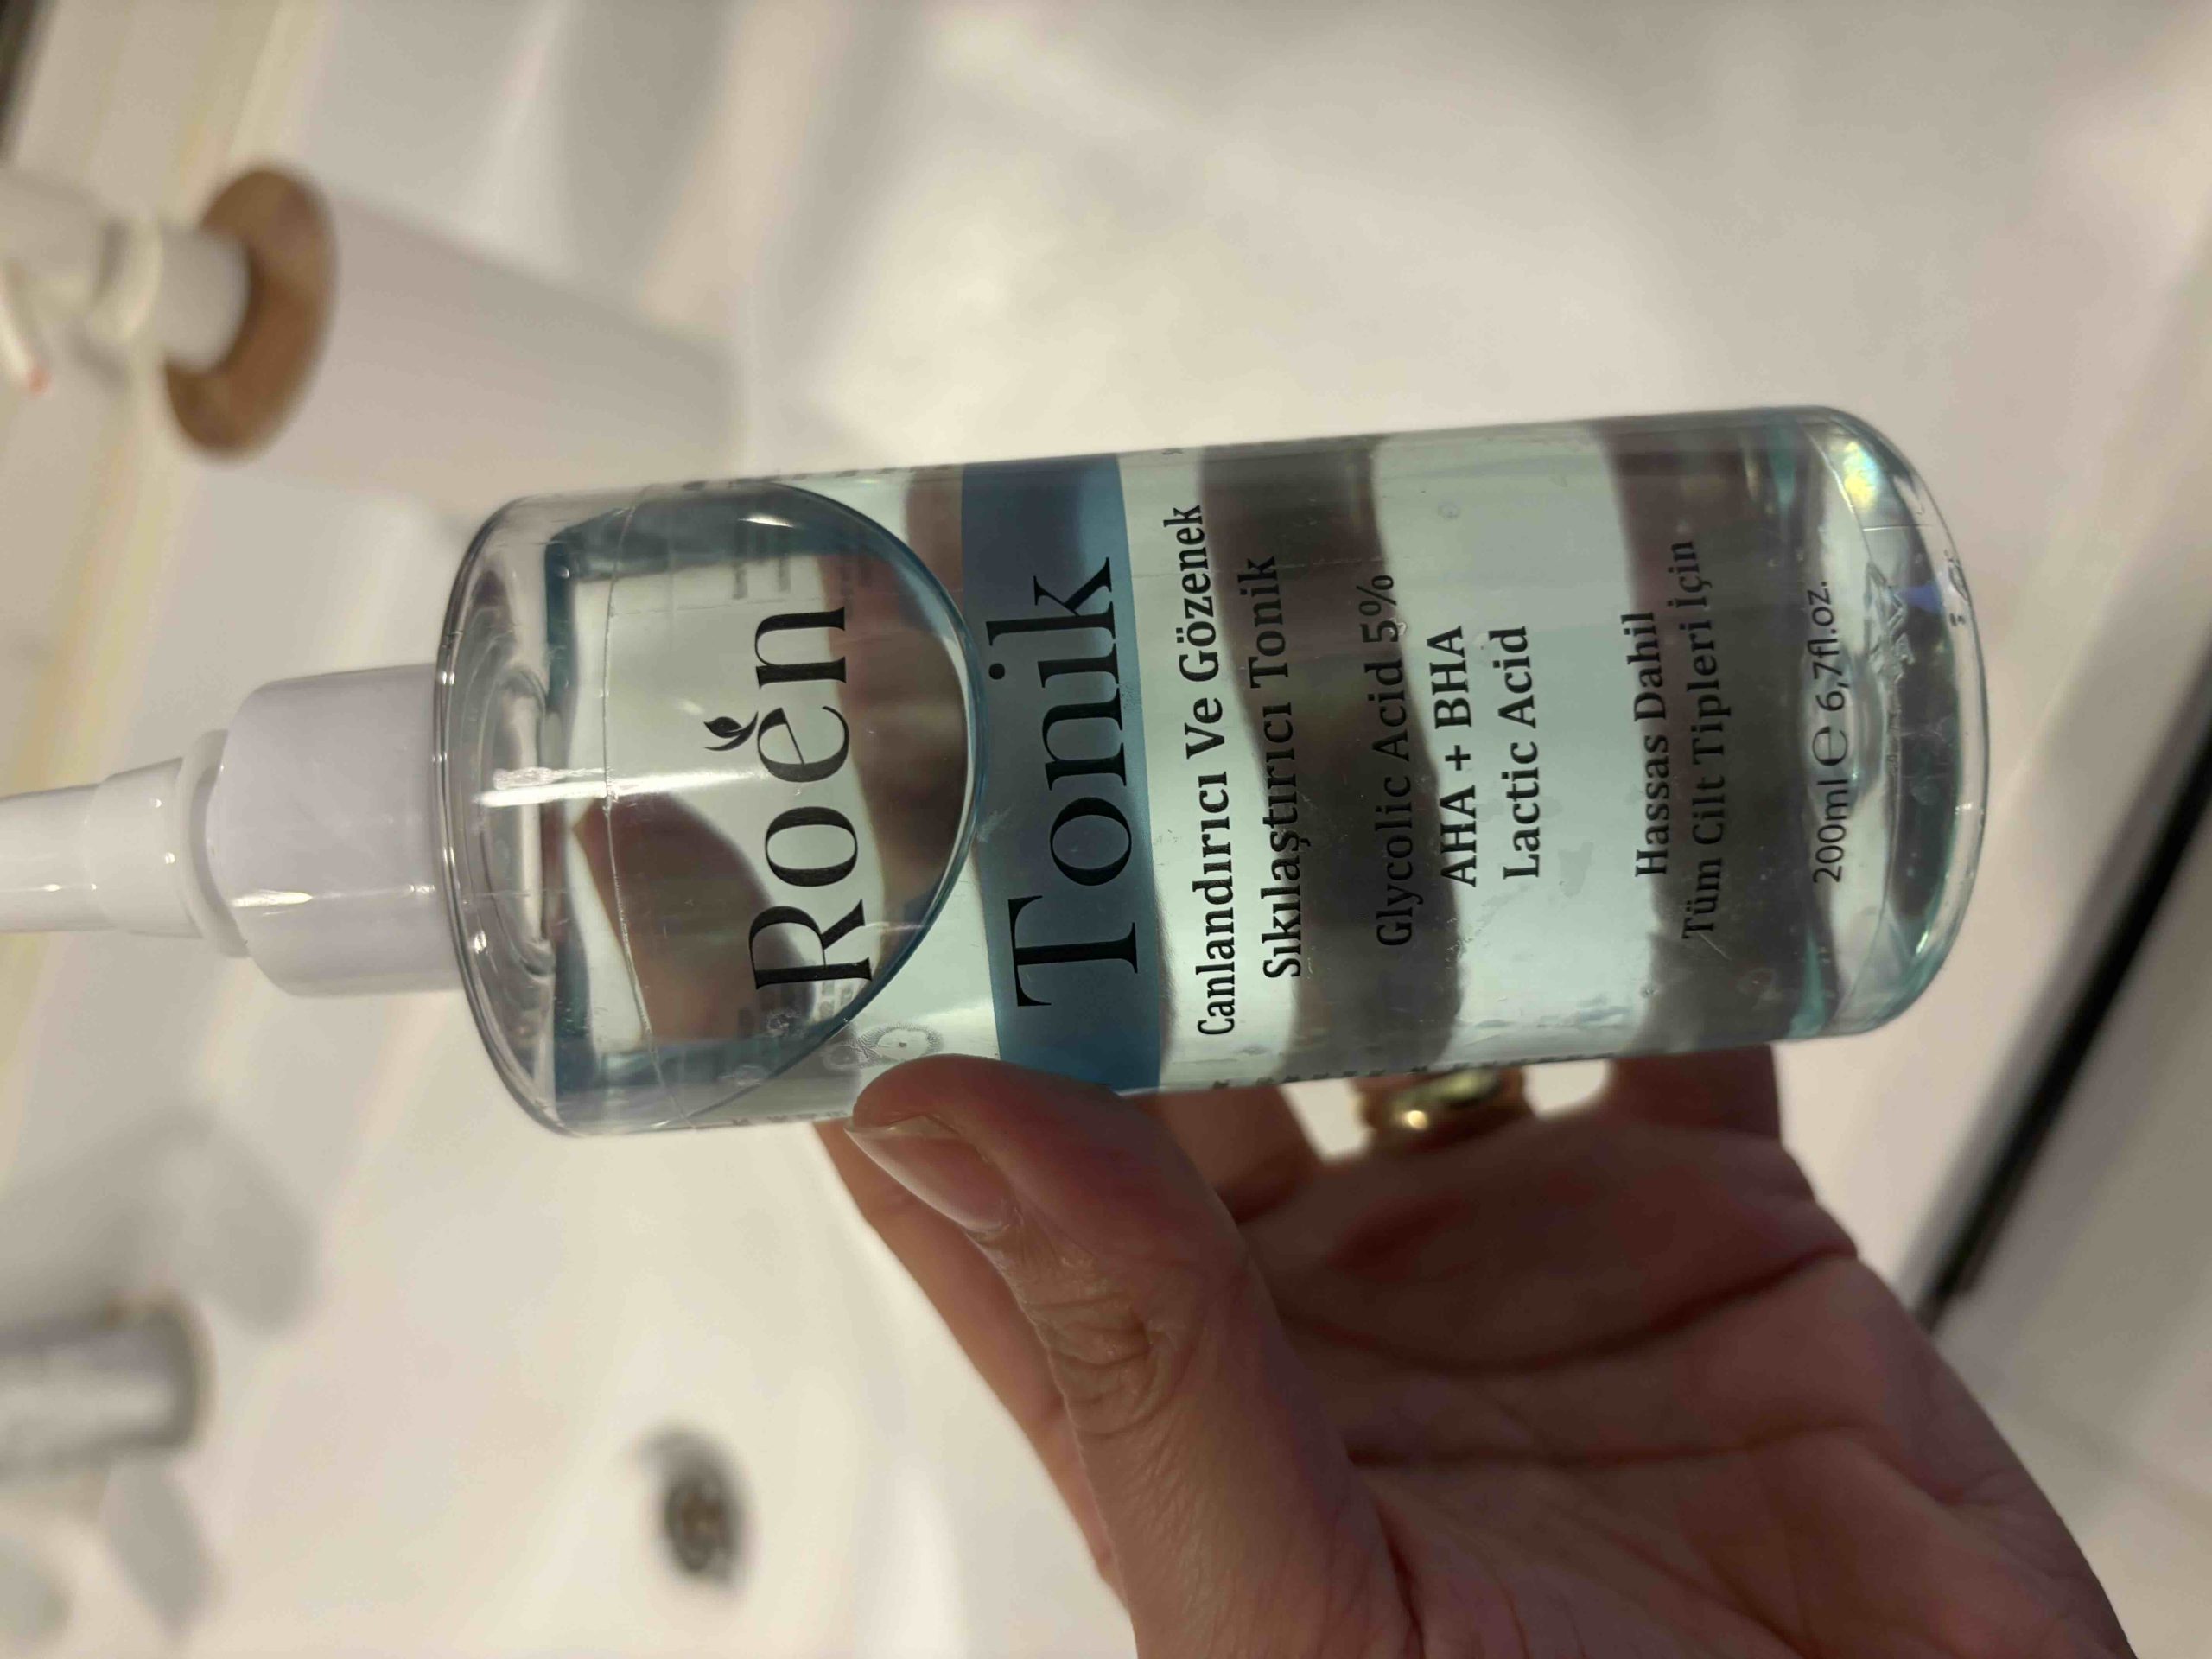 Roen
Tonik
Canlandırıcı Ve Gözenek
Sıkılaştırıcı Tonik
Glycolic Acid 5%
AHA + BHA
Lactic Acid
Hassas Dahil
Tüm Cilt Tipleri İçin
200ml ℮ 6,7fl.oz.